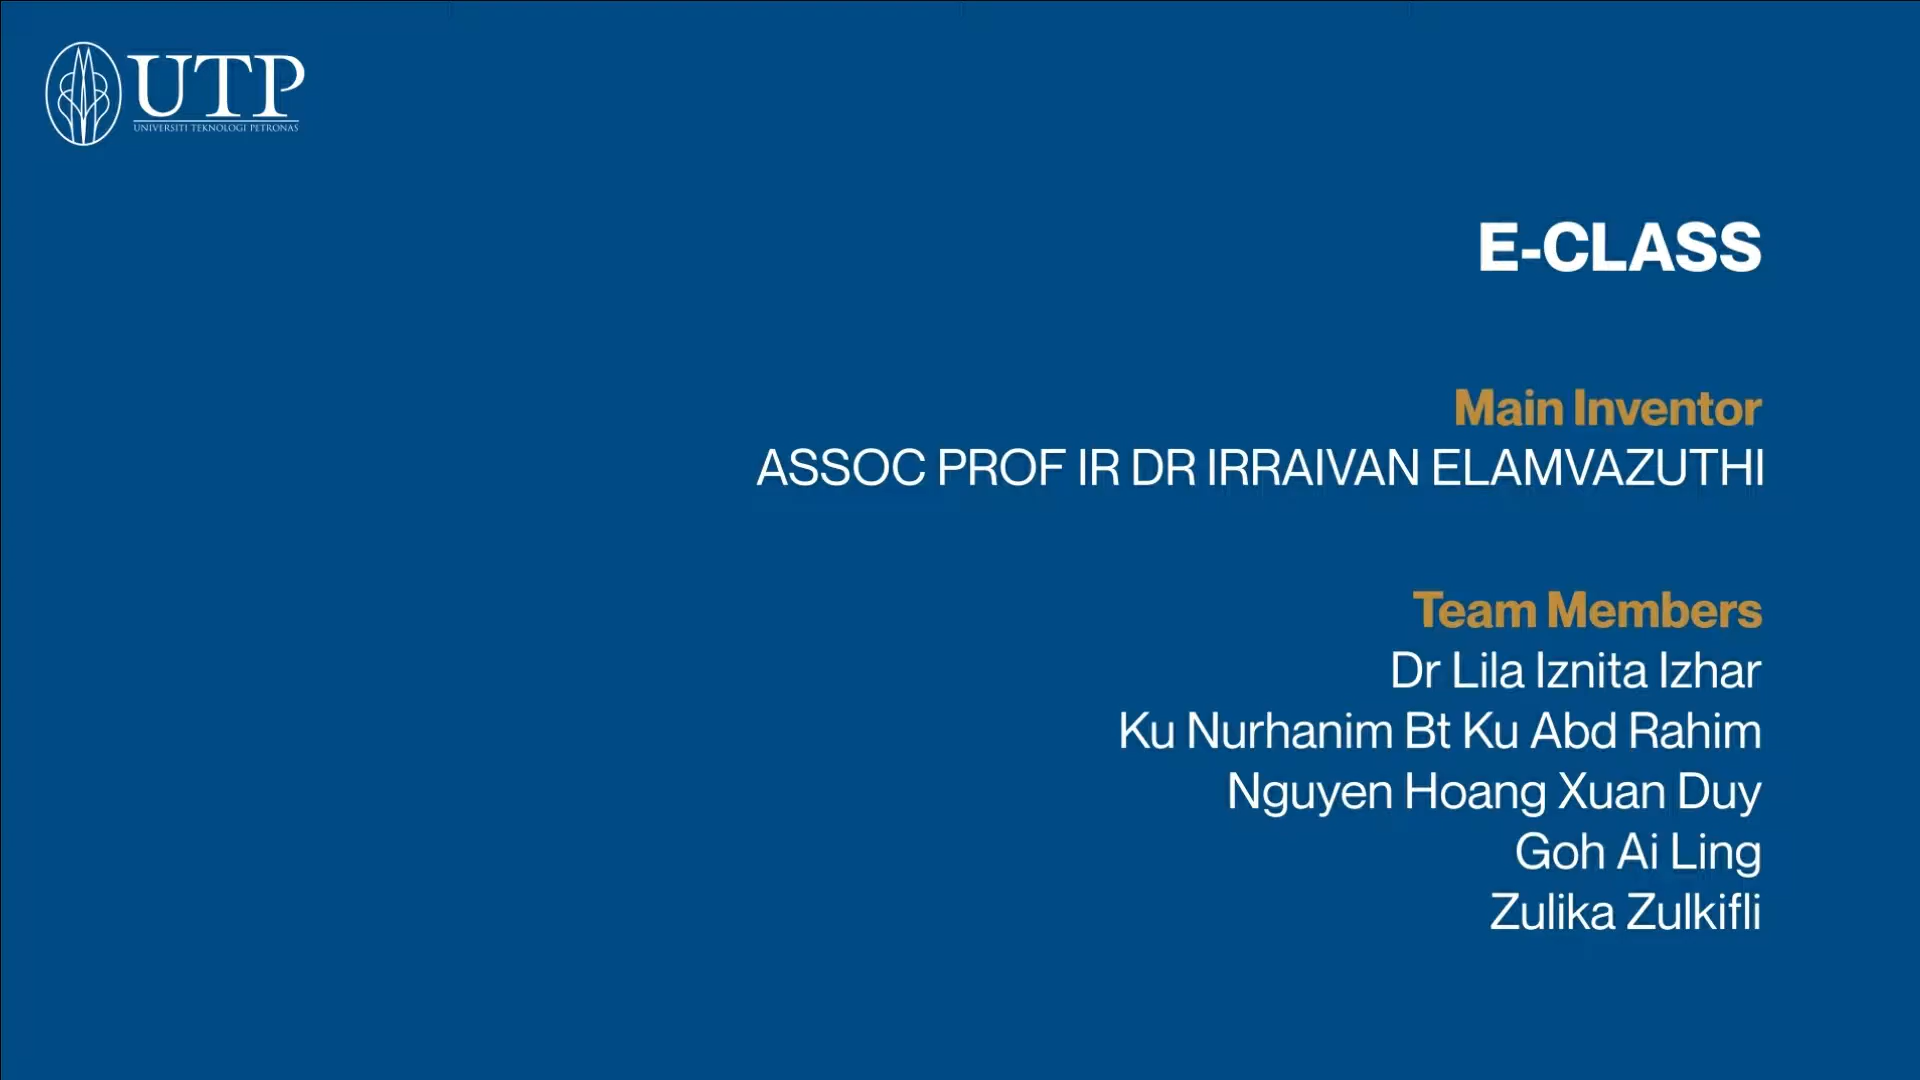 UTP
UNIVERSITI TEKNOLOGI PETRONAS
E-CLASS
Main Inventor
ASSOC PROF IR DR IRRAIVAN ELAMVAZUTHI
Team Members
Dr Lila Iznita Izhar
Ku Nurhanim Bt Ku Abd Rahim
Nguyen Hoang Xuan Duy
Goh Ai Ling
Zulika Zulkifli